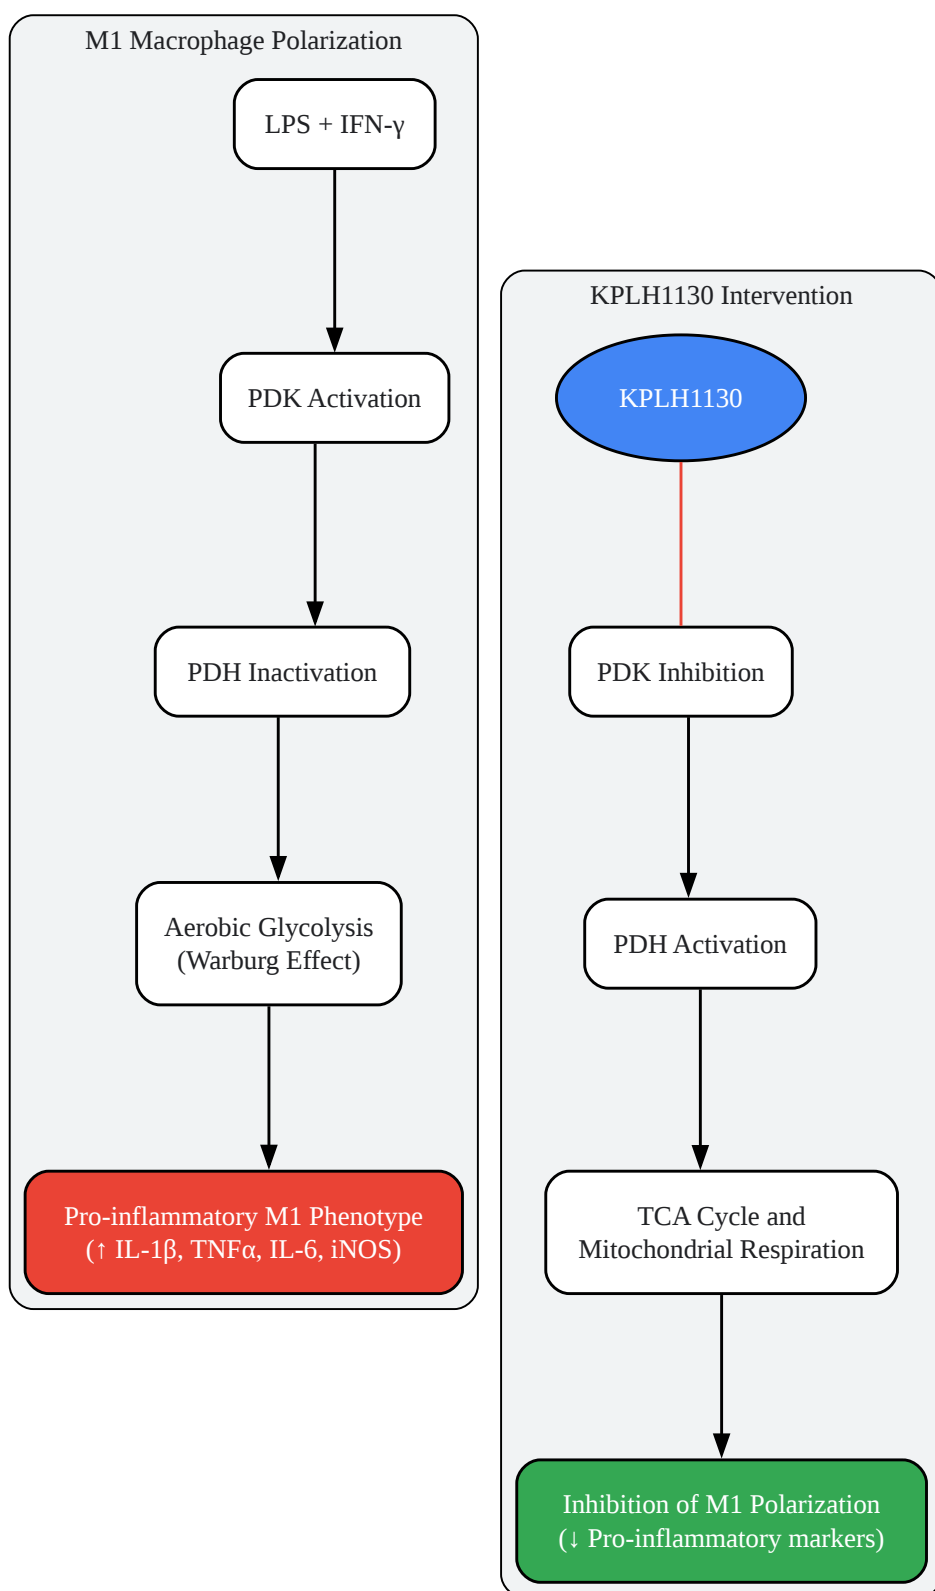 M1 Macrophage Polarization
LPS + IFN-γ
PDK Activation
PDH Inactivation
Aerobic Glycolysis
(Warburg Effect)
Pro-inflammatory M1 Phenotype
(↑ IL-1β, TNFα, IL-6, iNOS)
KPLH1130 Intervention
KPLH1130
PDK Inhibition
PDH Activation
TCA Cycle and
Mitochondrial Respiration
Inhibition of M1 Polarization
(↓ Pro-inflammatory markers)